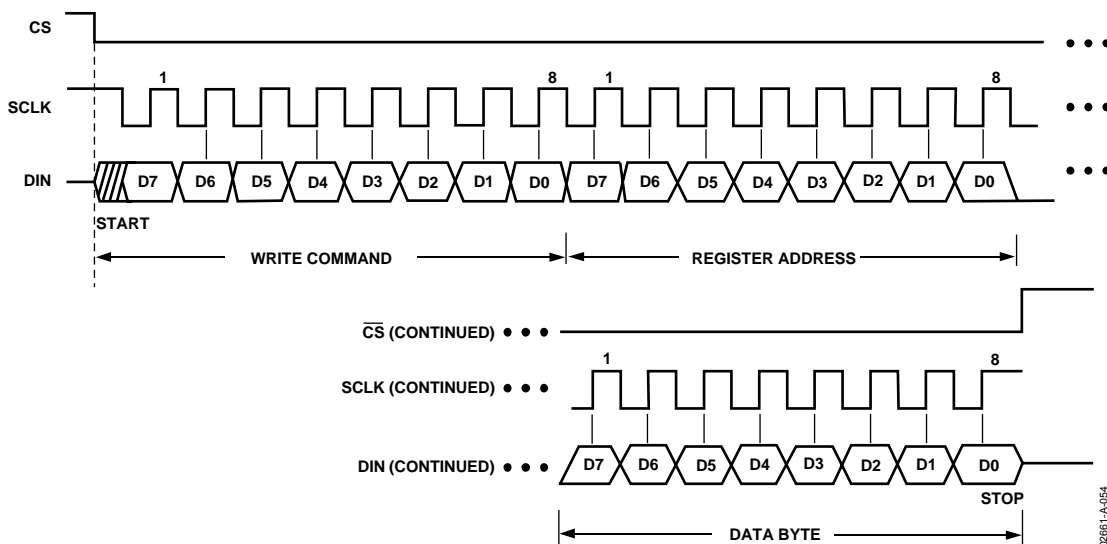 CS
1 8 1 8
SCLK
DIN D7 D6 D5 D4 D3 D2 D1 D0 D7 D6 D5 D4 D3 D2 D1 D0
START
WRITE COMMAND REGISTER ADDRESS
CS (CONTINUED)
1 8
SCLK (CONTINUED)
DIN (CONTINUED) D7 D6 D5 D4 D3 D2 D1 D0
STOP
DATA BYTE
02661-A-054